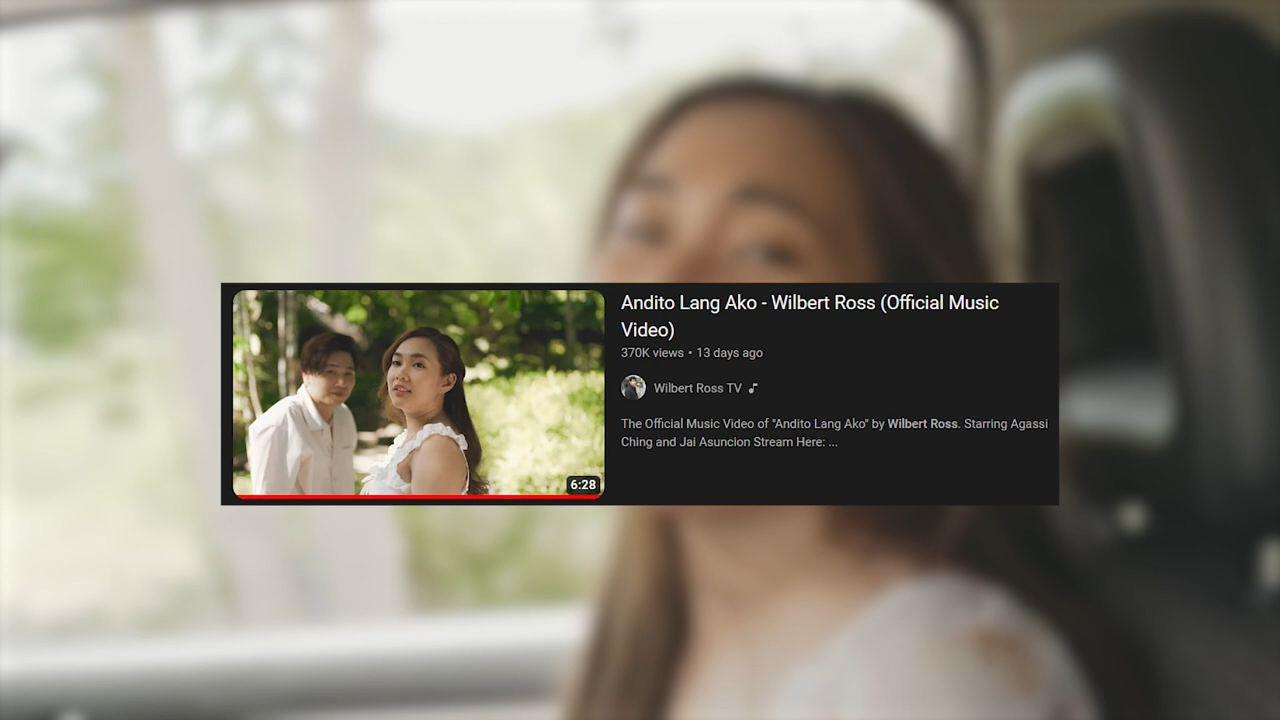 Andito Lang Ako - Wilbert Ross (Official Music
Video)
370K views • 13 days ago
Wilbert Ross TV
The Official Music Video of "Andito Lang Ako" by Wilbert Ross. Starring Agassi
Ching and Jai Asuncion Stream Here: ...
6:28